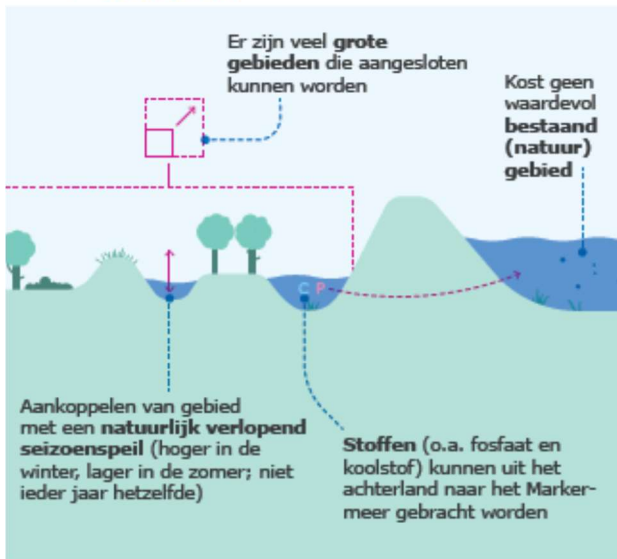 Er zijn veel grote
gebieden die aangesloten
kunnen worden
Kost geen
waardevol
bestaand
(natuur)
gebied
C P
Aankoppelen van gebied
met een natuurlijk verlopend
seizoenspeil (hoger in de
winter, lager in de zomer; niet
ieder jaar hetzelfde)
Stoffen (o.a. fosfaat en
koolstof) kunnen uit het
achterland naar het Marker-
meer gebracht worden